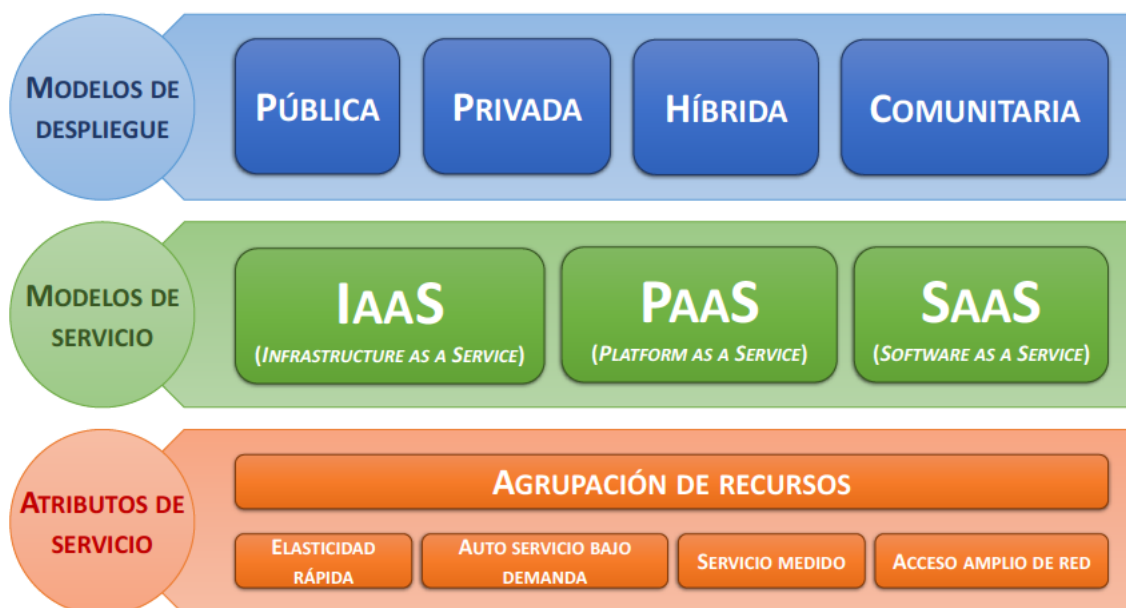 MODELOS DE
DESPLIEGUE
PÚBLICA
PRIVADA
HÍBRIDA
COMUNITARIA
MODELOS DE
SERVICIO
IAAS
(INFRASTRUCTURE AS A SERVICE)
PAAS
(PLATFORM AS A SERVICE)
SAAS
(SOFTWARE AS A SERVICE)
ATRIBUTOS DE
SERVICIO
AGRUPACIÓN DE RECURSOS
ELASTICIDAD
RÁPIDA
AUTO SERVICIO BAJO
DEMANDA
SERVICIO MEDIDO
ACCESO AMPLIO DE RED